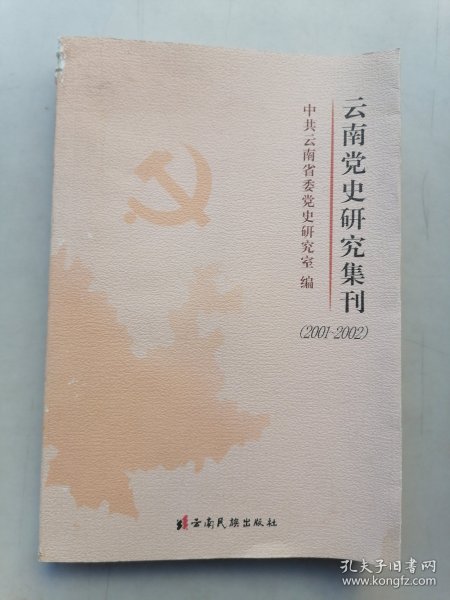 云南党史研究集刊
(2001-2002)
中共云南省委党史研究室 编
云南民族出版社
孔夫子旧书网
www.kongfz.com